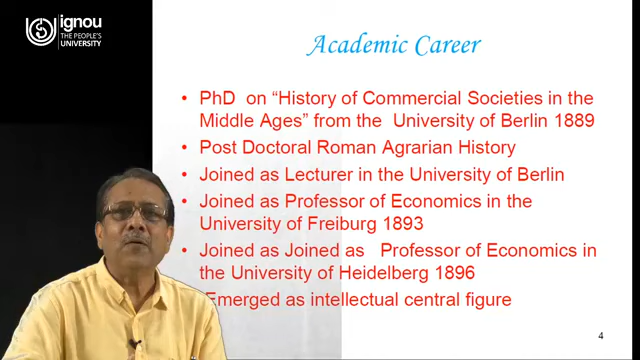 ignou
THE PEOPLE'S
UNIVERSITY
Academic Career
• PhD on “History of Commercial Societies in the
Middle Ages” from the University of Berlin 1889
• Post Doctoral Roman Agrarian History
• Joined as Lecturer in the University of Berlin
• Joined as Professor of Economics in the
University of Freiburg 1893
• Joined as Joined as Professor of Economics in
the University of Heidelberg 1896
Emerged as intellectual central figure
4